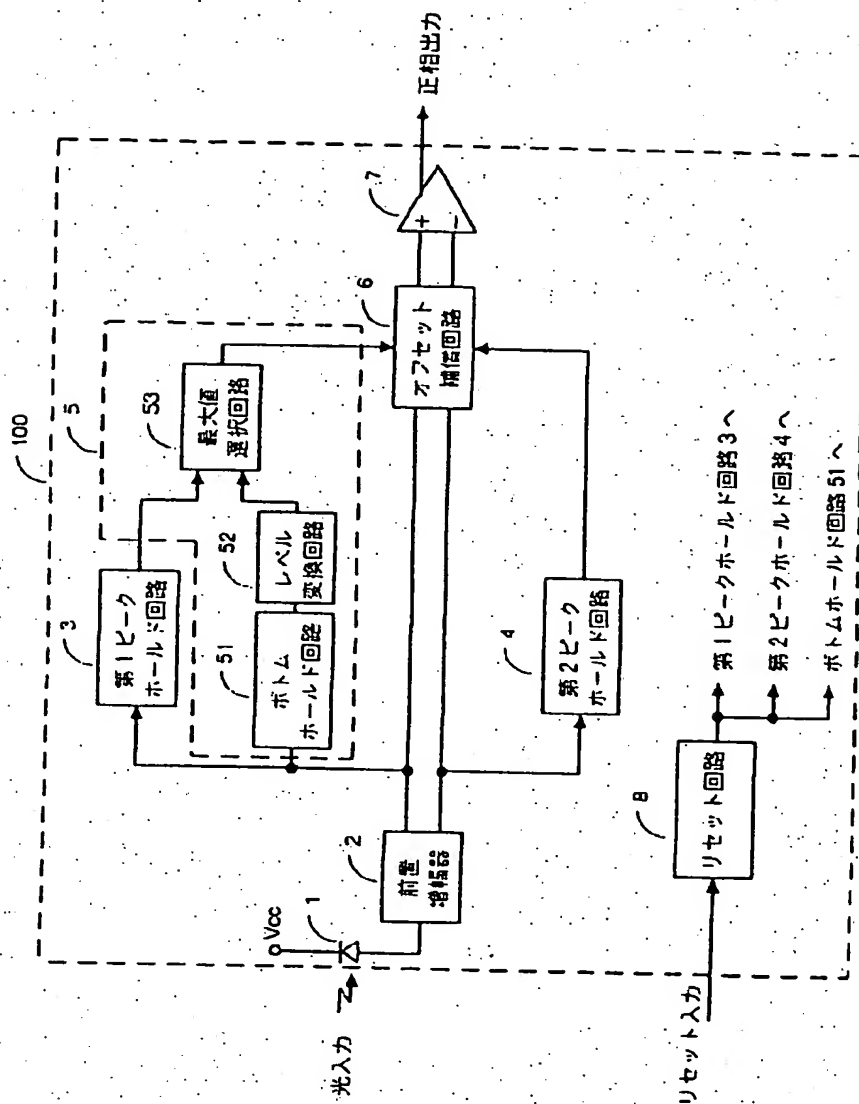 100
5
3
第1ピーク
ホールド回路
53
最大値
選択回路
51
ボトム
ホールド回路
52
レベル
変換回路
6
オフセット
補償回路
7
+
−
正相出力
Vcc
1
光入力
2
前置
増幅器
4
第2ピーク
ホールド回路
リセット入力
8
リセット回路
第1ピークホールド回路3へ
第2ピークホールド回路4へ
ボトムホールド回路51へ